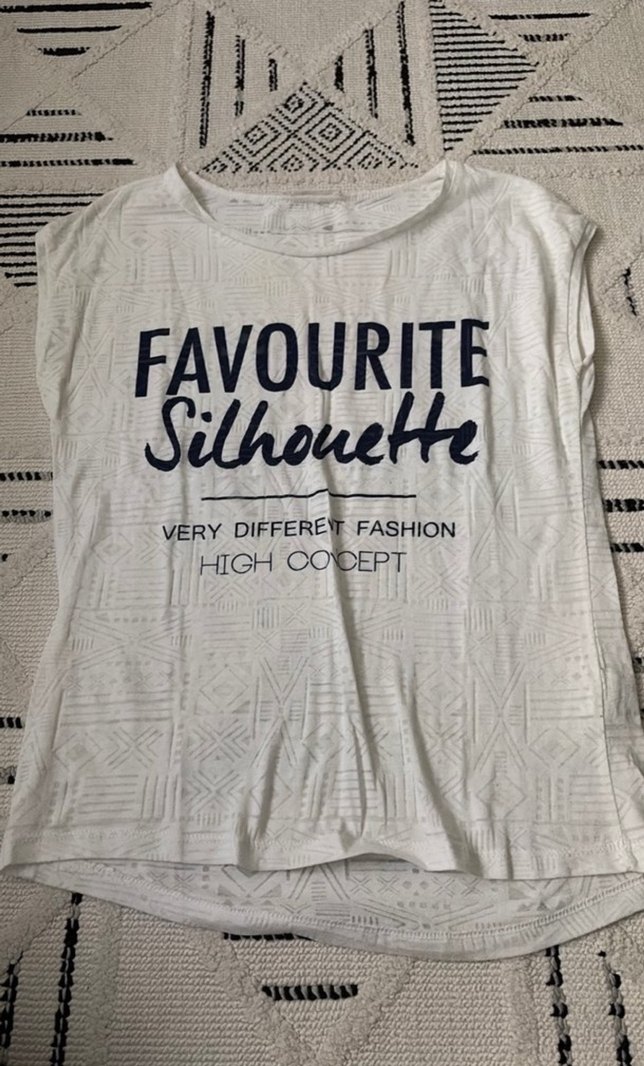 FAVOURITE
Silhouette
VERY DIFFERENT FASHION
HIGH CONCEPT